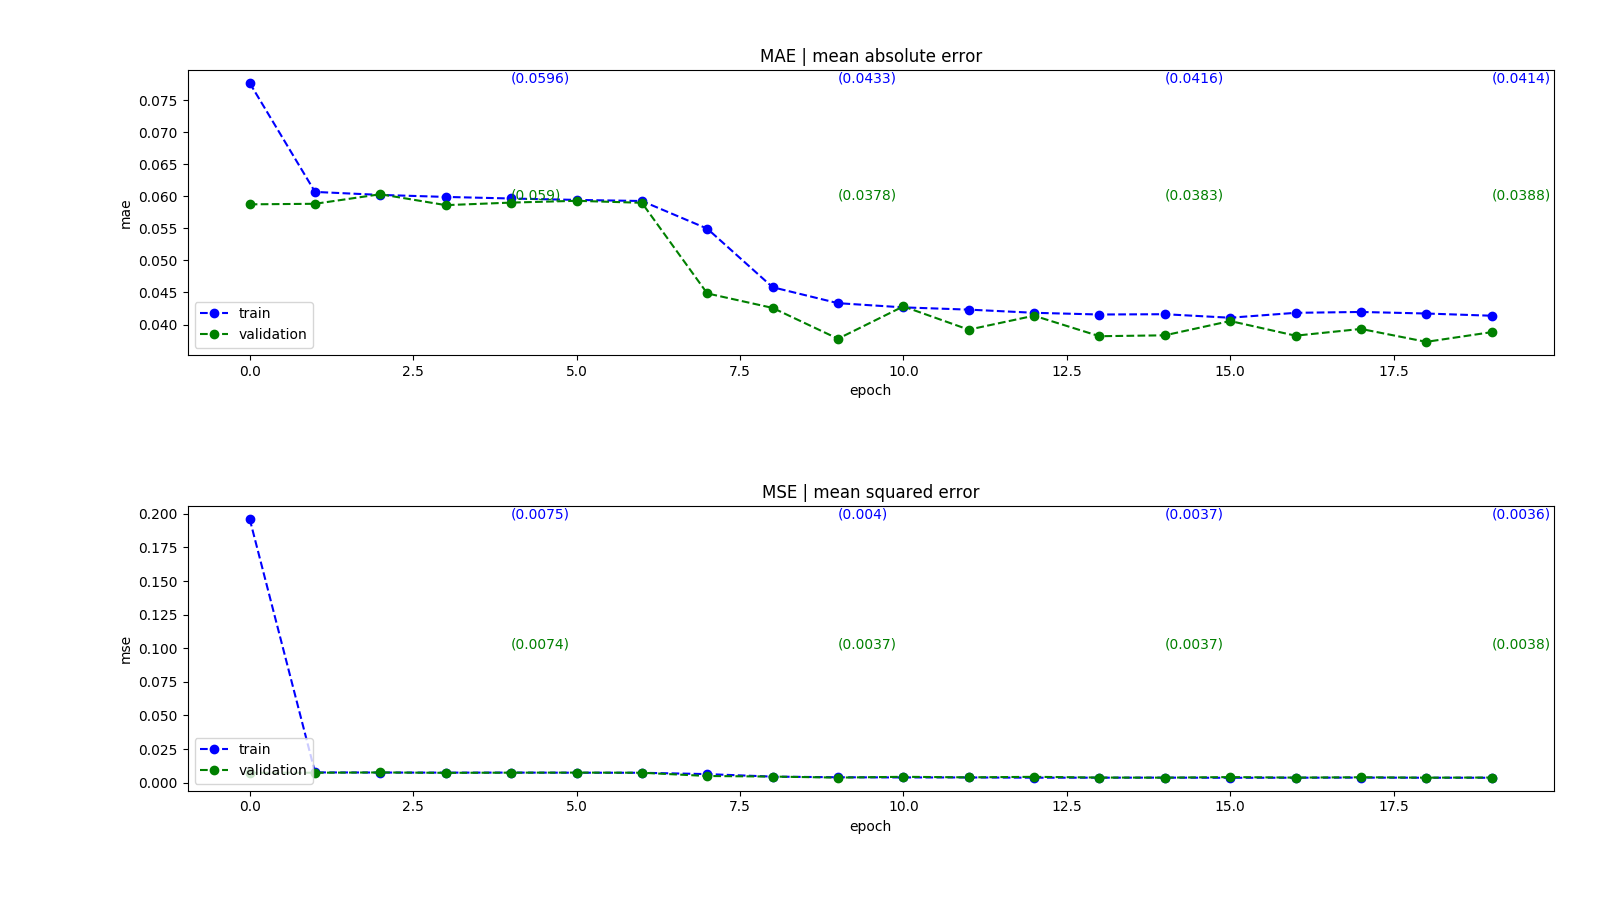 MAE | mean absolute error
(0.0596) (0.0433) (0.0416) (0.0414)
0.075
0.070
0.065
0.060 (0.059) (0.0378) (0.0383) (0.0388)
mae
0.055
0.050
0.045
train
0.040
validation
0.0 2.5 5.0 7.5 10.0 12.5 15.0 17.5
epoch
MSE | mean squared error
0.200 (0.0075) (0.004) (0.0037) (0.0036)
0.175
0.150
0.125
0.100 (0.0074) (0.0037) (0.0037) (0.0038)
mse
0.075
0.050
0.025 train
validation
0.000
0.0 2.5 5.0 7.5 10.0 12.5 15.0 17.5
epoch